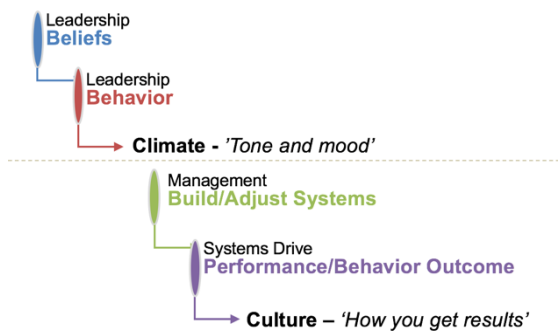 Leadership
Beliefs
Leadership
Behavior
Climate - 'Tone and mood'
Management
Build/Adjust Systems
Systems Drive
Performance/Behavior Outcome
Culture – 'How you get results'